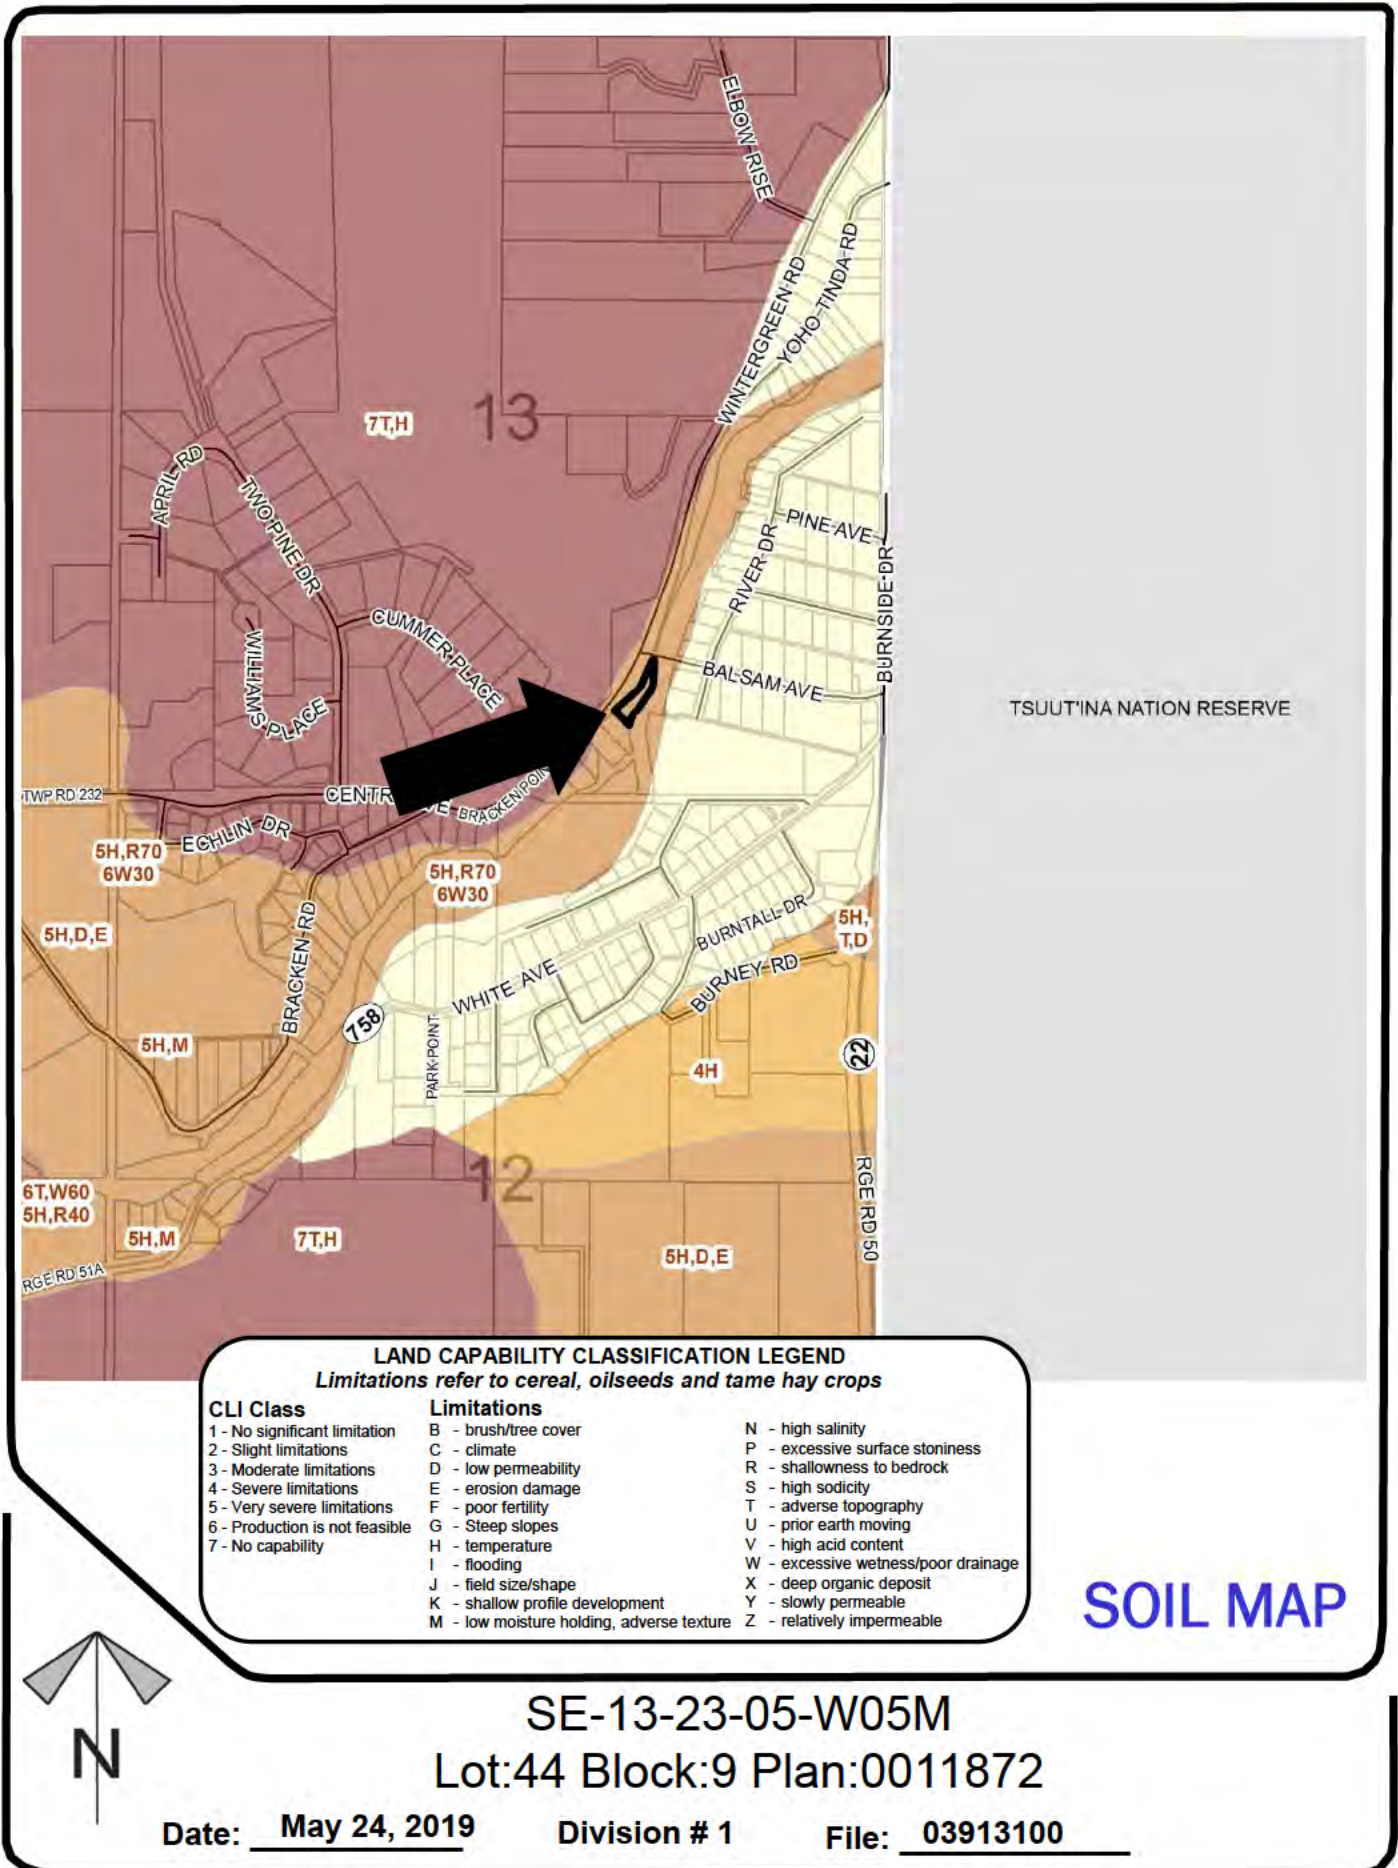 ELBOW RISE
WINTERGREEN RD
YOHO-TINDA RD
7T,H
13
APRIL RD
TWO PINE DR
PINE AVE
RIVER DR
BURNSIDE DR
CUMMER PLACE
WILLIAMS PLACE
BALSAM AVE
TSUUT'INA NATION RESERVE
TWP RD 232
CENTR
VE
BRACKEN POIN
ECHLIN DR
5H,R70
6W30
5H,R70
6W30
5H,D,E
BRACKEN RD
BURNTALL DR
5H,
T,D
WHITE AVE
BURNEY RD
758
PARK POINT
5H,M
4H
22
12
6T,W60
5H,R40
5H,M
7T,H
5H,D,E
RGE RD 50
RGE RD 51A
LAND CAPABILITY CLASSIFICATION LEGEND
Limitations refer to cereal, oilseeds and tame hay crops
CLI Class
1 - No significant limitation
2 - Slight limitations
3 - Moderate limitations
4 - Severe limitations
5 - Very severe limitations
6 - Production is not feasible
7 - No capability
Limitations
B - brush/tree cover
C - climate
D - low permeability
E - erosion damage
F - poor fertility
G - Steep slopes
H - temperature
I - flooding
J - field size/shape
K - shallow profile development
M - low moisture holding, adverse texture
N - high salinity
P - excessive surface stoniness
R - shallowness to bedrock
S - high sodicity
T - adverse topography
U - prior earth moving
V - high acid content
W - excessive wetness/poor drainage
X - deep organic deposit
Y - slowly permeable
Z - relatively impermeable
SOIL MAP
N
SE-13-23-05-W05M
Lot:44 Block:9 Plan:0011872
Date: May 24, 2019 Division # 1 File: 03913100